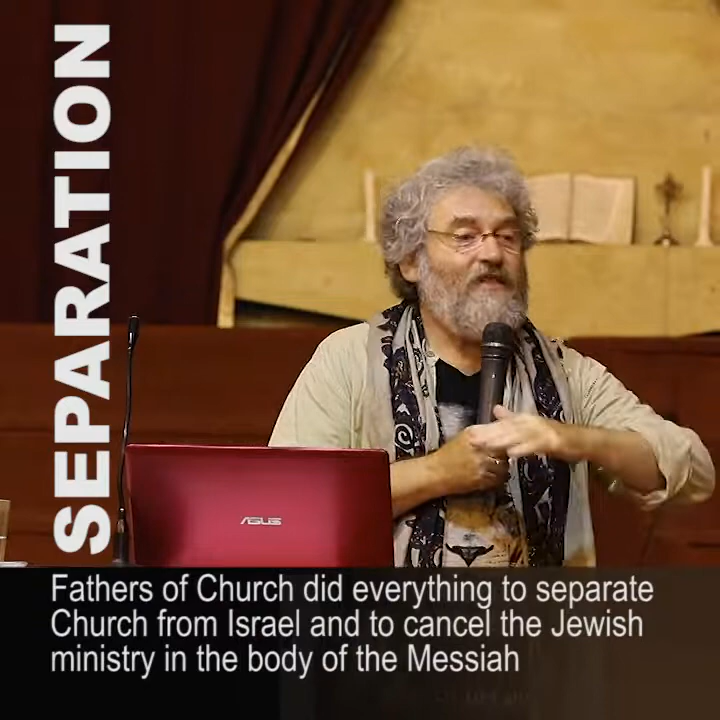 SEPARATION
ASUS
Fathers of Church did everything to separate
Church from Israel and to cancel the Jewish
ministry in the body of the Messiah